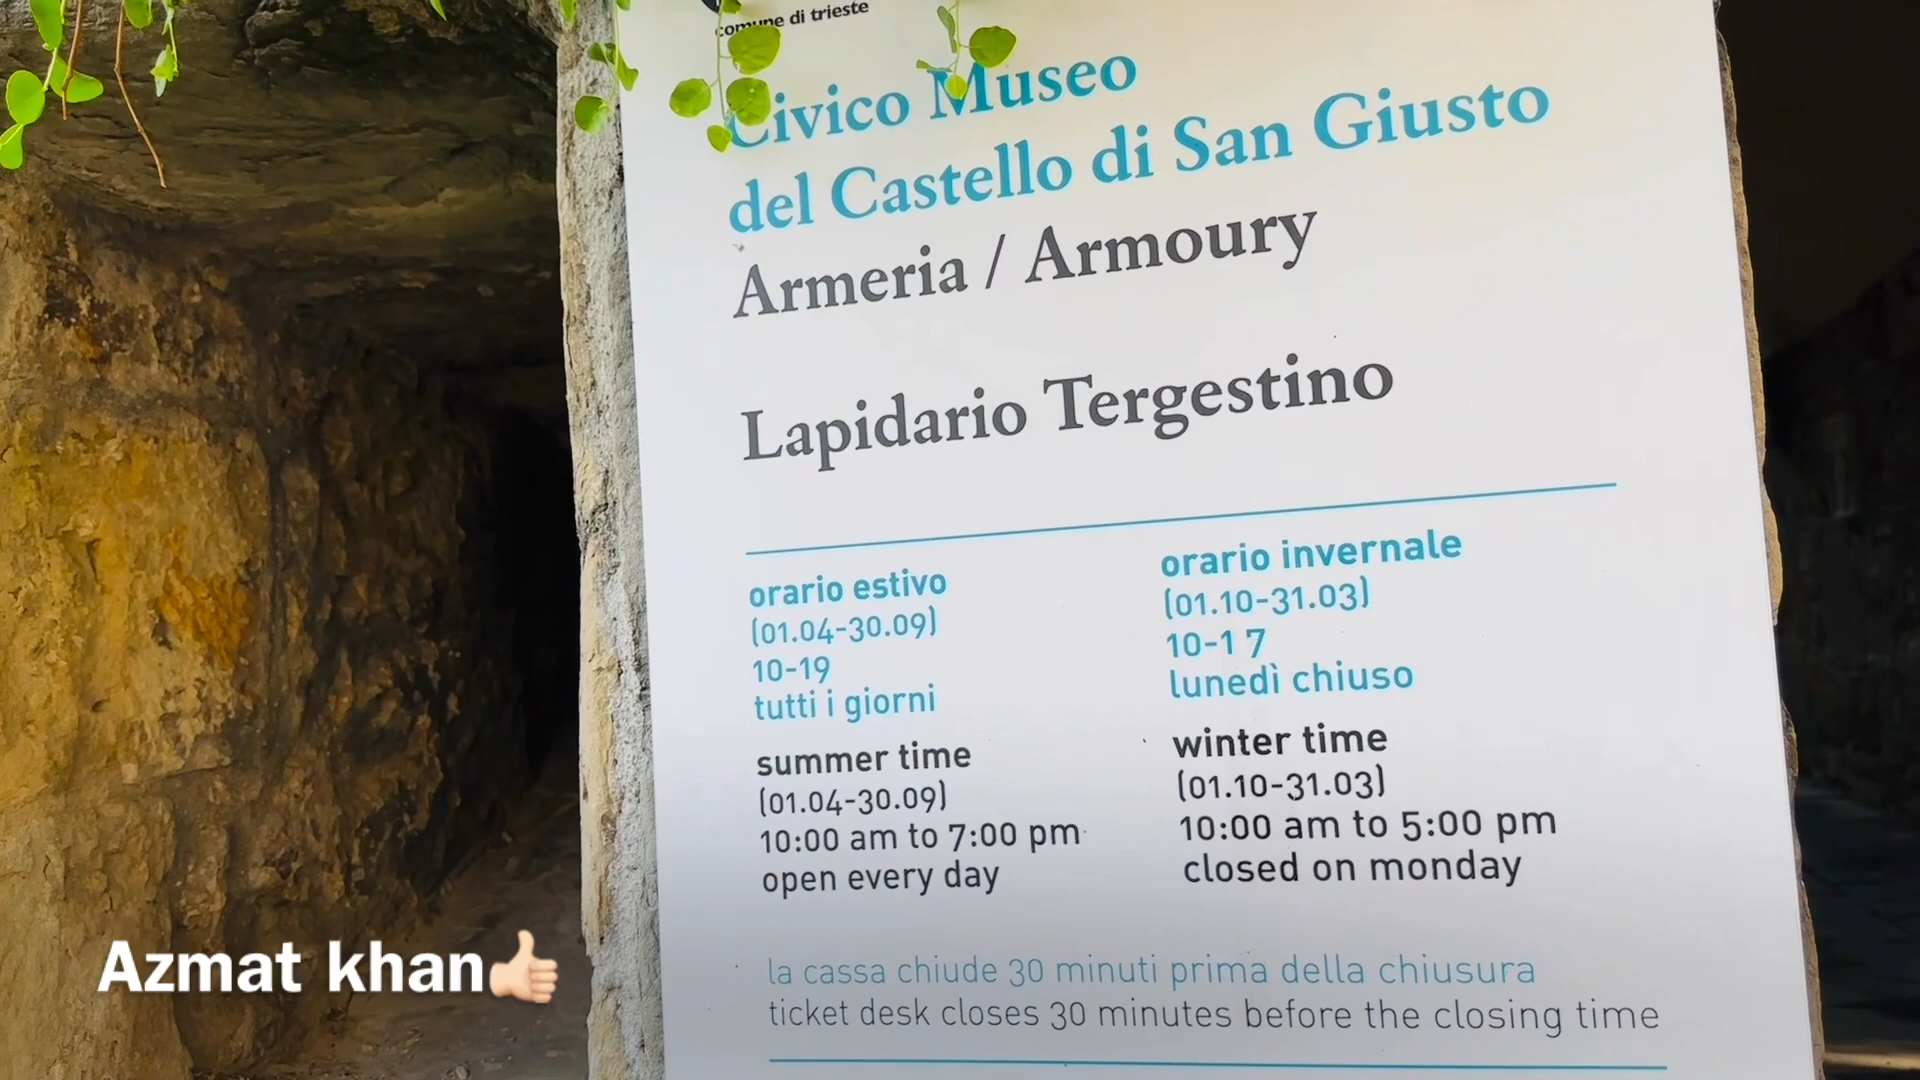 comune di trieste
Civico Museo
del Castello di San Giusto
Armeria / Armoury
Lapidario Tergestino
orario estivo
(01.04-30.09)
10-19
tutti i giorni
orario invernale
(01.10-31.03)
10-1 7
lunedì chiuso
summer time
(01.04-30.09)
10:00 am to 7:00 pm
open every day
winter time
(01.10-31.03)
10:00 am to 5:00 pm
closed on monday
la cassa chiude 30 minuti prima della chiusura
ticket desk closes 30 minutes before the closing time
Azmat khan👍🏻